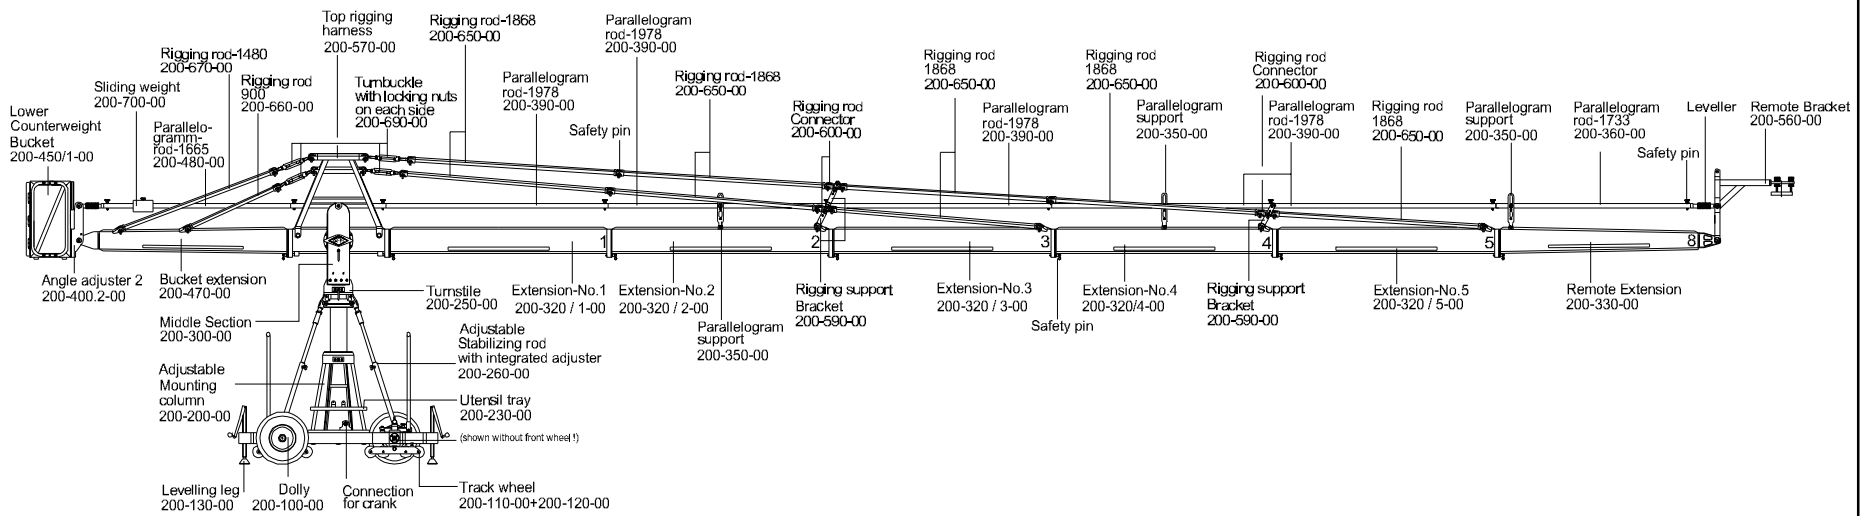 Lower
Counterweight
Bucket
200-450/1-00
Sliding weight
200-700-00
Parallelo-
gramm-
rod-1665
200-480-00
Rigging rod-1480
200-670-00
Rigging rod
900
200-660-00
Top rigging
harness
200-570-00
Turnbuckle
with locking nuts
on each side
200-690-00
Rigging rod-1868
200-650-00
Parallelogram
rod-1978
200-390-00
Safety pin
Parallelogram
rod-1978
200-390-00
Rigging rod-1868
200-650-00
Rigging rod
Connector
200-600-00
Rigging rod
1868
200-650-00
Parallelogram
rod-1978
200-390-00
Rigging rod
1868
200-650-00
Parallelogram
support
200-350-00
Rigging rod
Connector
200-600-00
Parallelogram
rod-1978
200-390-00
Rigging rod
1868
200-650-00
Parallelogram
support
200-350-00
Parallelogram
rod-1733
200-360-00
Safety pin
Leveller
Remote Bracket
200-560-00
1
2
3
4
5
8
Angle adjuster 2
200-400.2-00
Bucket extension
200-470-00
Middle Section
200-300-00
Adjustable
Mounting
column
200-200-00
Turnstile
200-250-00
Adjustable
Stabilizing rod
with integrated adjuster
200-260-00
Utensil tray
200-230-00
(shown without front wheel !)
Extension-No.1
200-320 / 1-00
Extension-No.2
200-320 / 2-00
Parallelogram
support
200-350-00
Rigging support
Bracket
200-590-00
Extension-No.3
200-320 / 3-00
Safety pin
Extension-No.4
200-320/4-00
Rigging support
Bracket
200-590-00
Extension-No.5
200-320 / 5-00
Remote Extension
200-330-00
Levelling leg
200-130-00
Dolly
200-100-00
Connection
for crank
Track wheel
200-110-00+200-120-00